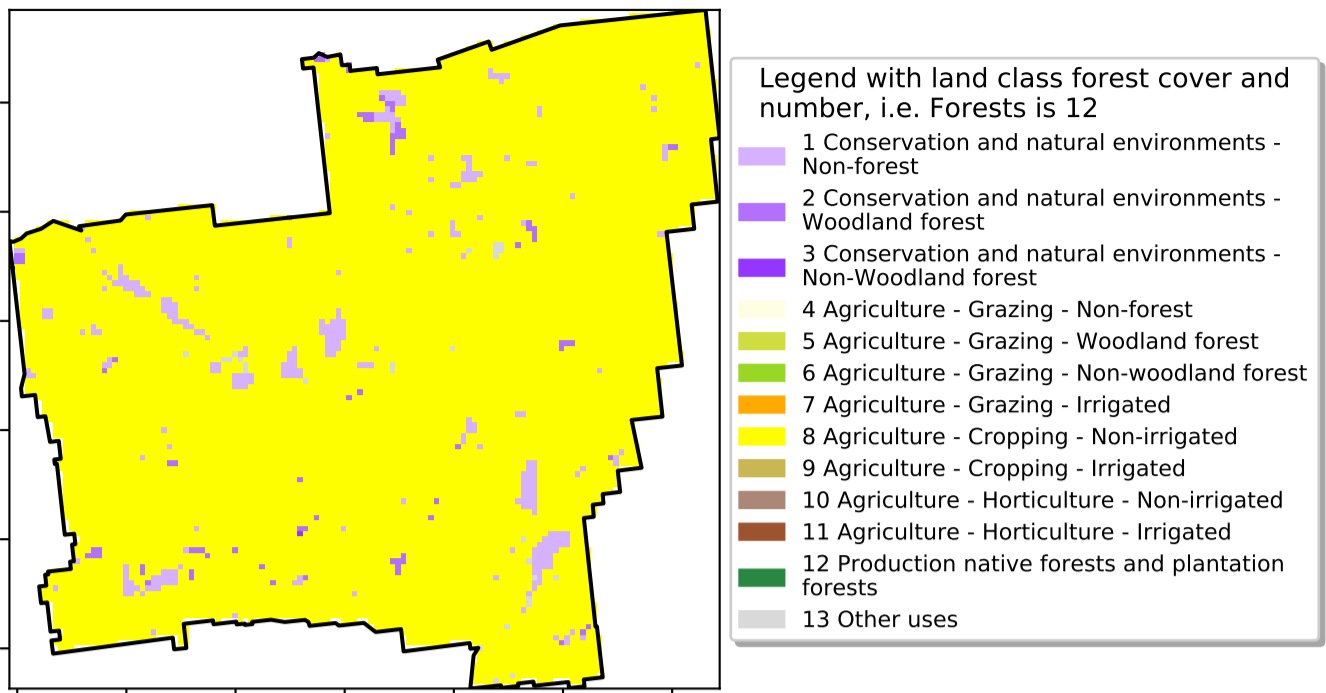 Legend with land class forest cover and
number, i.e. Forests is 12
1 Conservation and natural environments -
Non-forest
2 Conservation and natural environments -
Woodland forest
3 Conservation and natural environments -
Non-Woodland forest
4 Agriculture - Grazing - Non-forest
5 Agriculture - Grazing - Woodland forest
6 Agriculture - Grazing - Non-woodland forest
7 Agriculture - Grazing - Irrigated
8 Agriculture - Cropping - Non-irrigated
9 Agriculture - Cropping - Irrigated
10 Agriculture - Horticulture - Non-irrigated
11 Agriculture - Horticulture - Irrigated
12 Production native forests and plantation
forests
13 Other uses